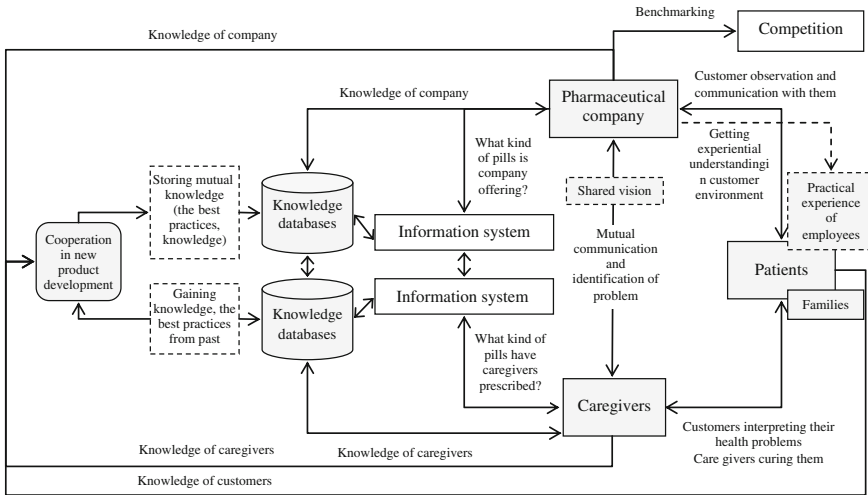 Benchmarking
Competition
Knowledge of company
Knowledge of company
Pharmaceutical
company
Customer observation and
communication with them
What kind
of pills is
company
offering?
Getting
experiential
understandingi
n customer
environment
Shared vision
Practical
experience
of
employees
Storing mutual
knowledge
(the best
practices,
knowledge)
Knowledge
databases
Information system
Mutual
communication
and
identification of
problem
Cooperation
in new
product
development
Patients
Families
Gaining
knowledge, the
best practices
from past
Knowledge
databases
Information system
What kind of
pills have
caregivers
prescribed?
Caregivers
Customers interpreting their
health problems
Care givers curing them
Knowledge of caregivers
Knowledge of caregivers
Knowledge of customers